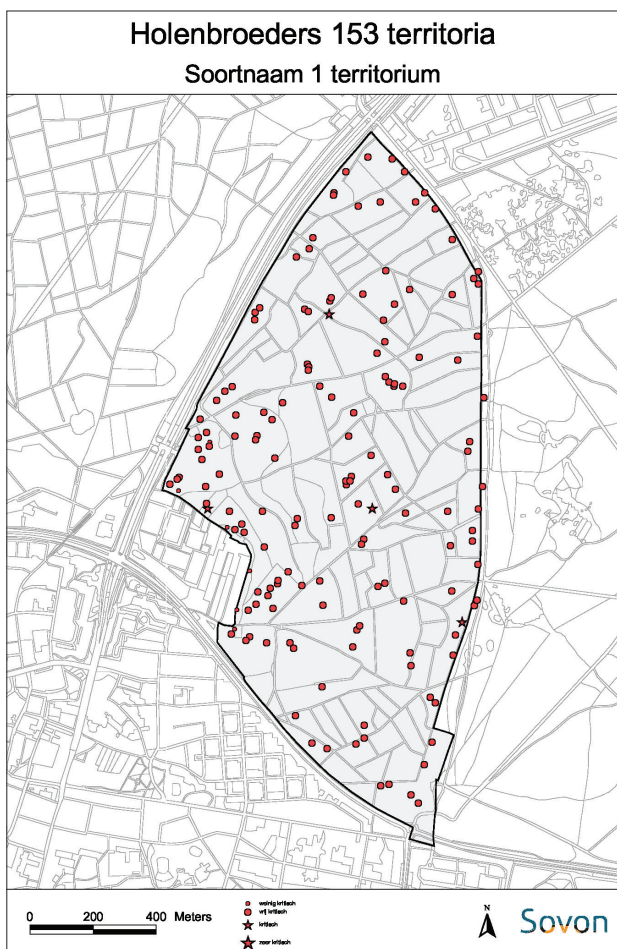 Holenbroeders 153 territoria
Soortnaam 1 territorium
0 200 400 Meters
weinig kritisch
vrij kritisch
kritisch
zeer kritisch
N
Sovon